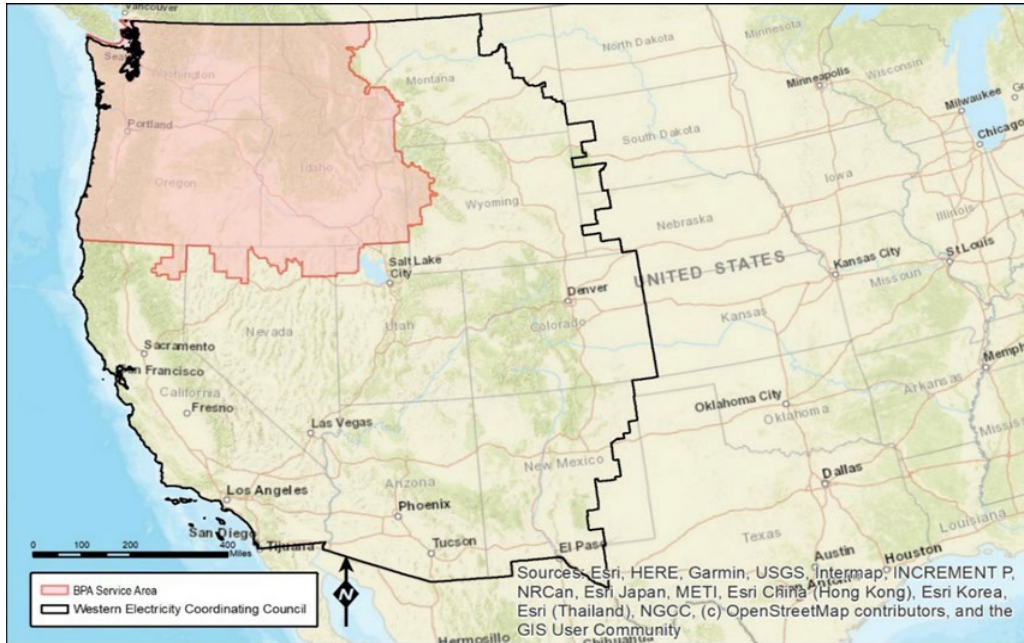 Vancouver
Washington
Portland
Oregon
Idaho
Montana
North Dakota
Minnesota
Minneapolis
Wisconsin
Milwaukee
Chicago
South Dakota
Wyoming
Iowa
Nebraska
Illinois
Salt Lake
City
UNITED STATES
Kansas City
St Louis
Missouri
Denver
Nevada
Utah
Colorado
Kansas
Sacramento
San Francisco
California
Fresno
Las Vegas
Oklahoma City
Oklahoma
Arkansas
Memph
Mississ
New Mexico
Los Angeles
Arizona
Phoenix
Dallas
San Diego
Tijuana
Tucson
El Paso
Texas
Louisiana
Austin
Houston
San Antonio
Hermosillo
Chihuahua
0
200
400
Miles
N
BPA Service Area
Western Electricity Coordinating Council
Sources: Esri, HERE, Garmin, USGS, Intermap, INCREMENT P,
NRCan, Esri Japan, METI, Esri China (Hong Kong), Esri Korea,
Esri (Thailand), NGCC, (c) OpenStreetMap contributors, and the
GIS User Community